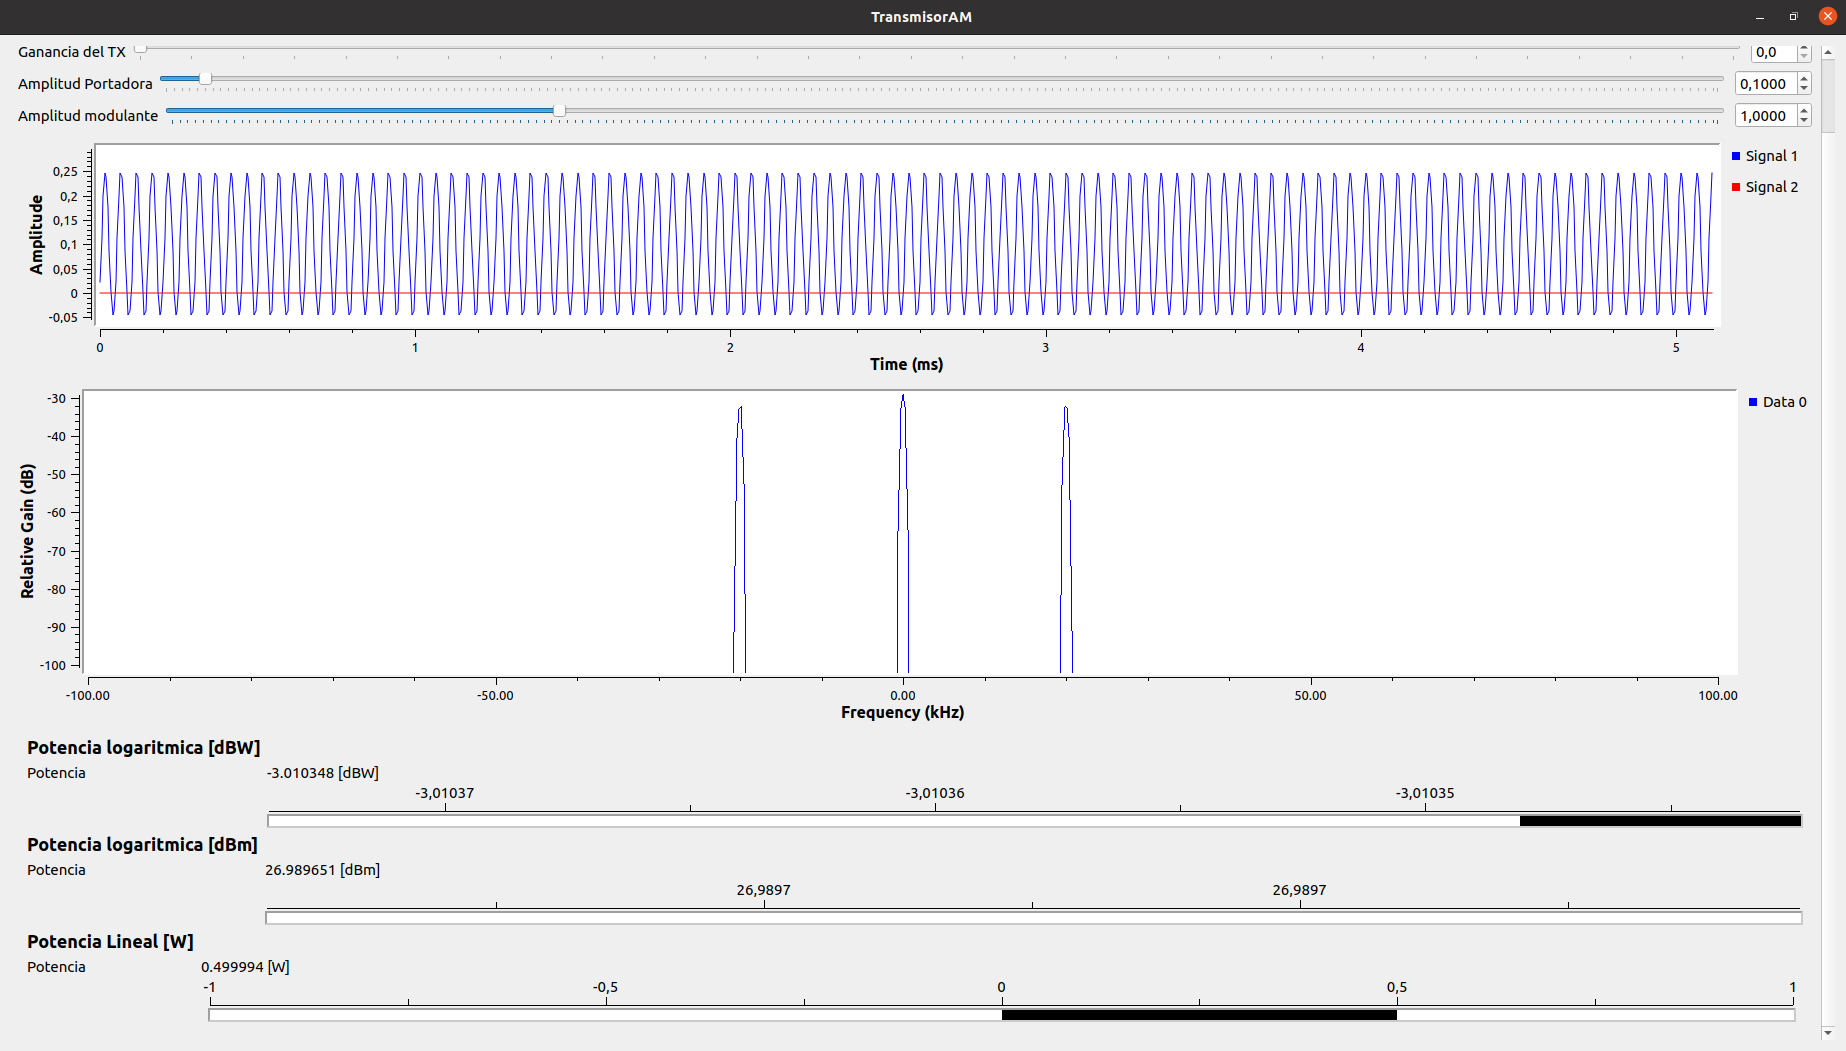 TransmisorAM
Ganancia del TX 0,0
Amplitud Portadora 0,1000
Amplitud modulante 1,0000
Signal 1
Signal 2
Amplitude
0,25
0,2
0,15
0,1
0,05
0
-0,05
0 1 2 3 4 5
Time (ms)
Data 0
Relative Gain (dB)
-30
-40
-50
-60
-70
-80
-90
-100
-100.00 -50.00 0.00 50.00 100.00
Frequency (kHz)
Potencia logaritmica [dBW]
Potencia -3.010348 [dBW]
-3,01037 -3,01036 -3,01035
Potencia logaritmica [dBm]
Potencia 26.989651 [dBm]
26,9897 26,9897
Potencia Lineal [W]
Potencia 0.499994 [W]
-1 -0,5 0 0,5 1